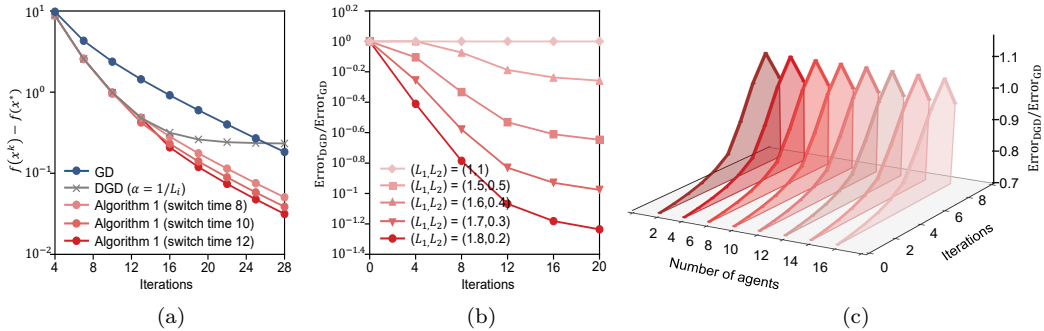 10^1
10^0
10^{-1}
10^{-2}
f(x^k) − f(x^*)
GD
DGD (α = 1/L_i)
Algorithm 1 (switch time 8)
Algorithm 1 (switch time 10)
Algorithm 1 (switch time 12)
4 8 12 16 20 24 28
Iterations
(a)
10^{0.2}
10^0
10^{−0.2}
10^{−0.4}
10^{−0.6}
10^{−0.8}
10^{−1}
10^{−1.2}
10^{−1.4}
Error_DGD/Error_GD
(L_1,L_2) = (1,1)
(L_1,L_2) = (1.5,0.5)
(L_1,L_2) = (1.6,0.4)
(L_1,L_2) = (1.7,0.3)
(L_1,L_2) = (1.8,0.2)
0 4 8 12 16 20
Iterations
(b)
1.1
1.0
0.9
0.8
0.7
Error_DGD/Error_GD
2 4 6 8 10 12 14 16
Number of agents
0 2 4 6 8
Iterations
(c)